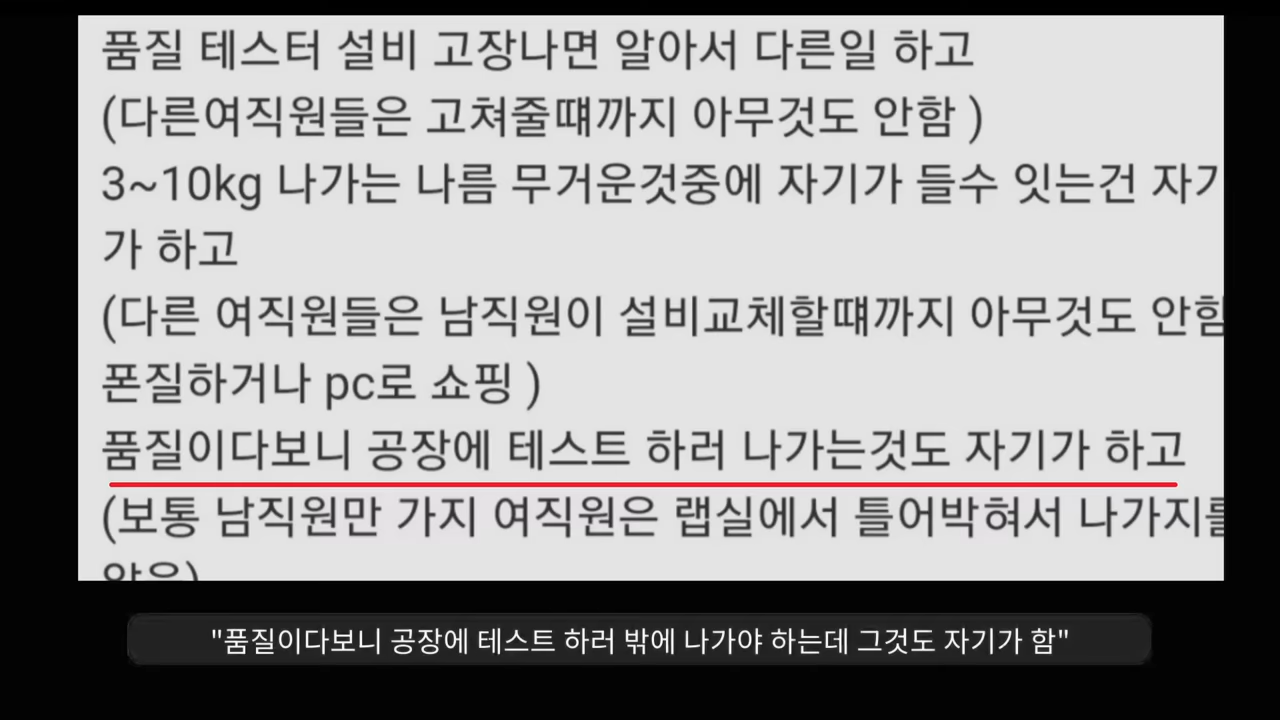 품질 테스터 설비 고장나면 알아서 다른일 하고
(다른여직원들은 고쳐줄떄까지 아무것도 안함 )
3~10kg 나가는 나름 무거운것중에 자기가 들수 잇는건 자기
가 하고
(다른 여직원들은 남직원이 설비교체할떄까지 아무것도 안함
폰질하거나 pc로 쇼핑 )
품질이다보니 공장에 테스트 하러 나가는것도 자기가 하고
(보통 남직원만 가지 여직원은 랩실에서 틀어박혀서 나가지를
"품질이다보니 공장에 테스트 하러 밖에 나가야 하는데 그것도 자기가 함"